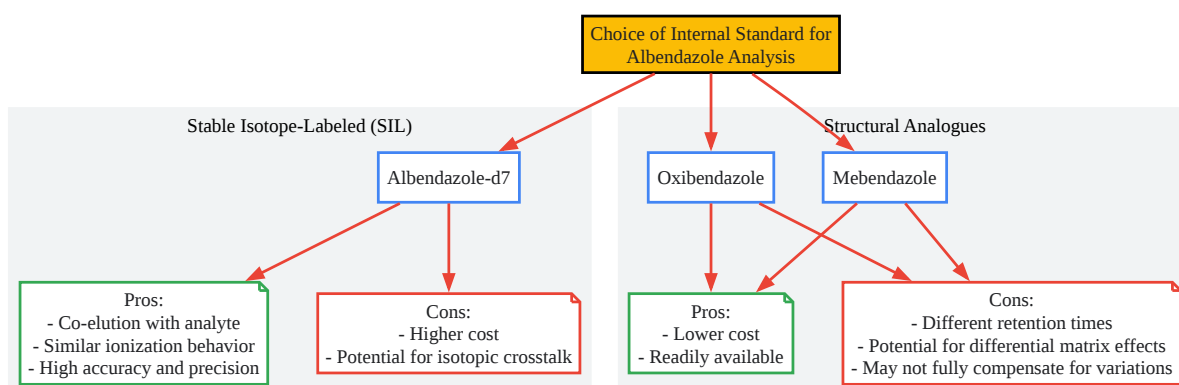 Choice of Internal Standard for
Albendazole Analysis
Stable Isotope-Labeled (SIL)
Structural Analogues
Albendazole-d7
Oxibendazole
Mebendazole
Pros:
- Co-elution with analyte
- Similar ionization behavior
- High accuracy and precision
Cons:
- Higher cost
- Potential for isotopic crosstalk
Pros:
- Lower cost
- Readily available
Cons:
- Different retention times
- Potential for differential matrix effects
- May not fully compensate for variations